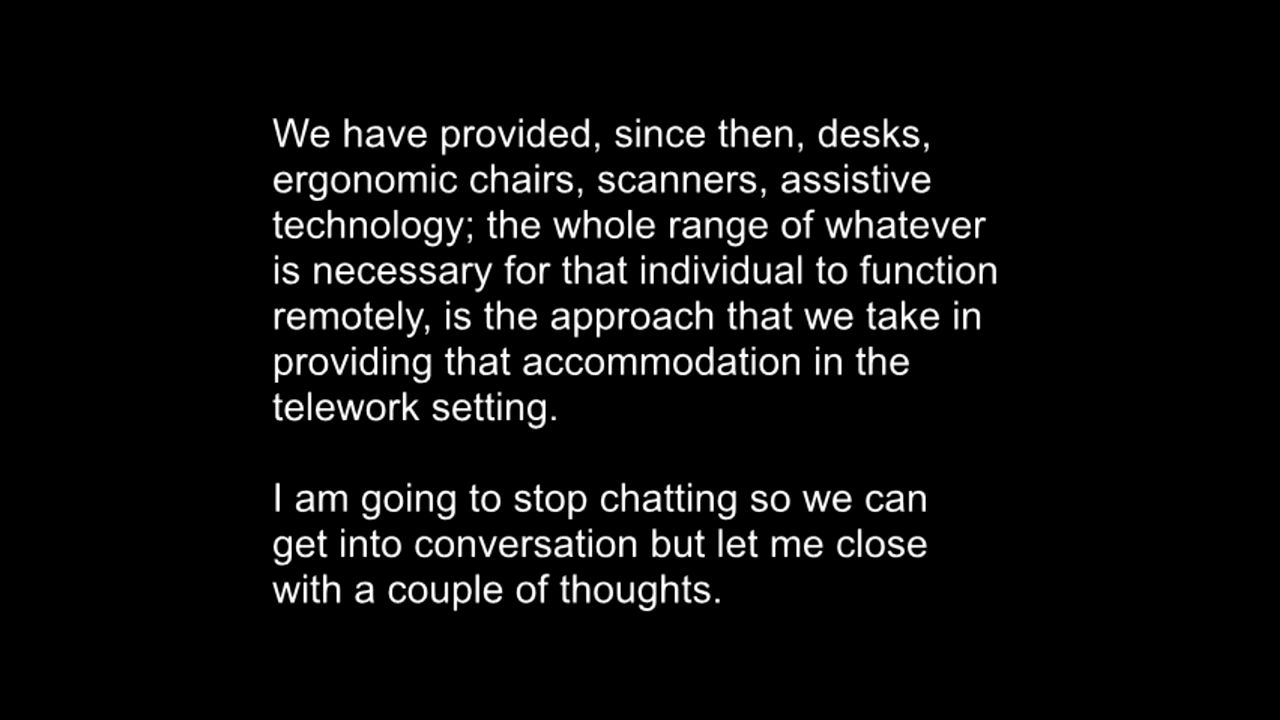 We have provided, since then, desks,
ergonomic chairs, scanners, assistive
technology; the whole range of whatever
is necessary for that individual to function
remotely, is the approach that we take in
providing that accommodation in the
telework setting.
I am going to stop chatting so we can
get into conversation but let me close
with a couple of thoughts.